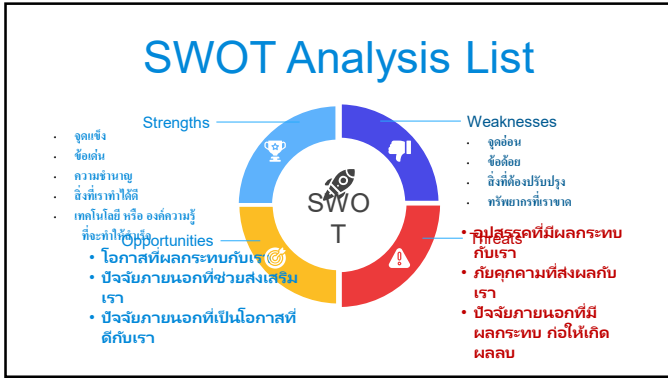 SWOT Analysis List
Strengths
• จุดแข็ง
• ข้อเด่น
• ความชำนาญ
• สิ่งที่เราทำได้ดี
• เทคโนโลยี หรือ องค์ความรู้
ที่จะทำให้สำเร็จ
Weaknesses
• จุดอ่อน
• ข้อด้อย
• สิ่งที่ต้องปรับปรุง
• ทรัพยากรที่เราขาด
SWO
T
Opportunities
• โอกาสที่ผลกระทบกับเรา
• ปัจจัยภายนอกที่ช่วยส่งเสริม
เรา
• ปัจจัยภายนอกที่เป็นโอกาสที่
ดีกับเรา
Threats
• อุปสรรคที่มีผลกระทบ
กับเรา
• ภัยคุกคามที่ส่งผลกับ
เรา
• ปัจจัยภายนอกที่มี
ผลกระทบ ก่อให้เกิด
ผลลบ